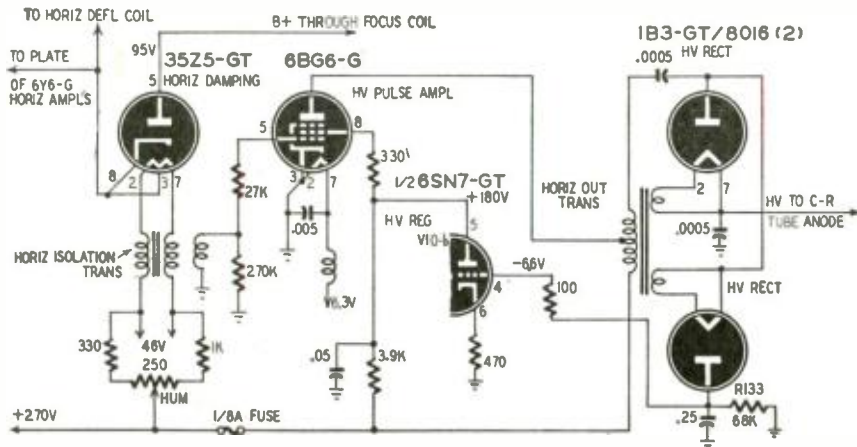 TO HORIZ DEFL COIL
B+ THROUGH FOCUS COIL
1B3-GT/8016 (2)
HV RECT
.0005
95V
35Z5-GT
HORIZ DAMPING
6BG6-G
HV PULSE AMPL
TO PLATE
OF 6Y6-G
HORIZ AMPLS
5
8
2
3
7
5
8
3
2
7
330
1/2 6SN7-GT
+180V
HV REG
V10-b
5
4
6
-6.6V
27K
270K
.005
6.3V
HORIZ ISOLATION
TRANS
HORIZ OUT
TRANS
2
7
HV TO C-R
TUBE ANODE
.0005
HV RECT
100
470
330
46V
1K
250
HUM
.05
3.9K
.25
R133
68K
+270V
1/8A FUSE